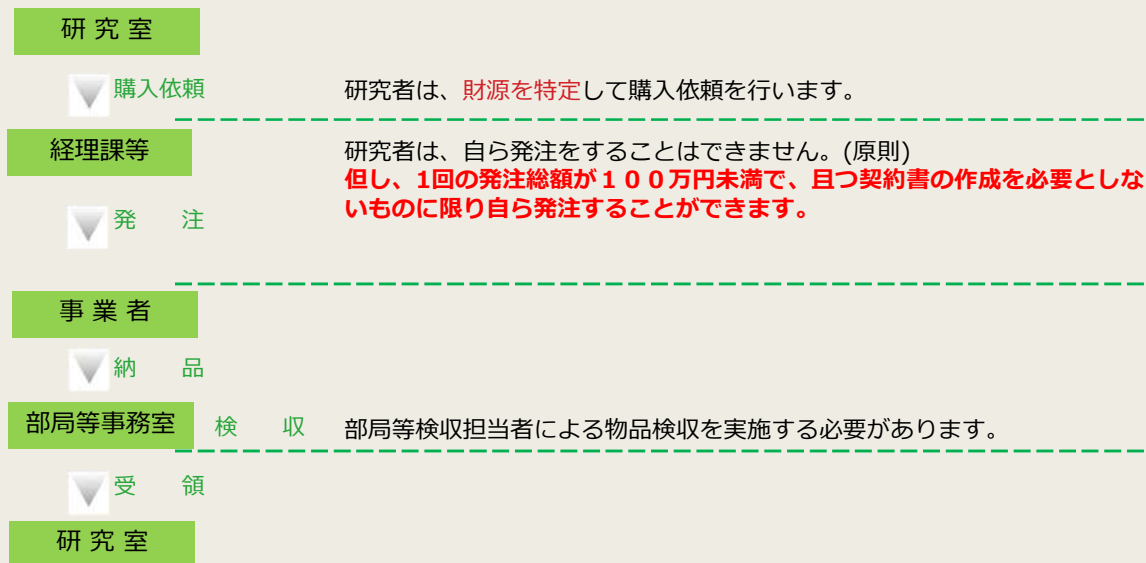 研 究 室
購入依頼
研究者は、財源を特定して購入依頼を行います。
経理課等
研究者は、自ら発注をすることはできません。(原則)
但し、1回の発注総額が１００万円未満で、且つ契約書の作成を必要としな
いものに限り自ら発注することができます。
発　　注
事 業 者
納　　品
部局等事務室
検　　収
部局等検収担当者による物品検収を実施する必要があります。
受　　領
研 究 室